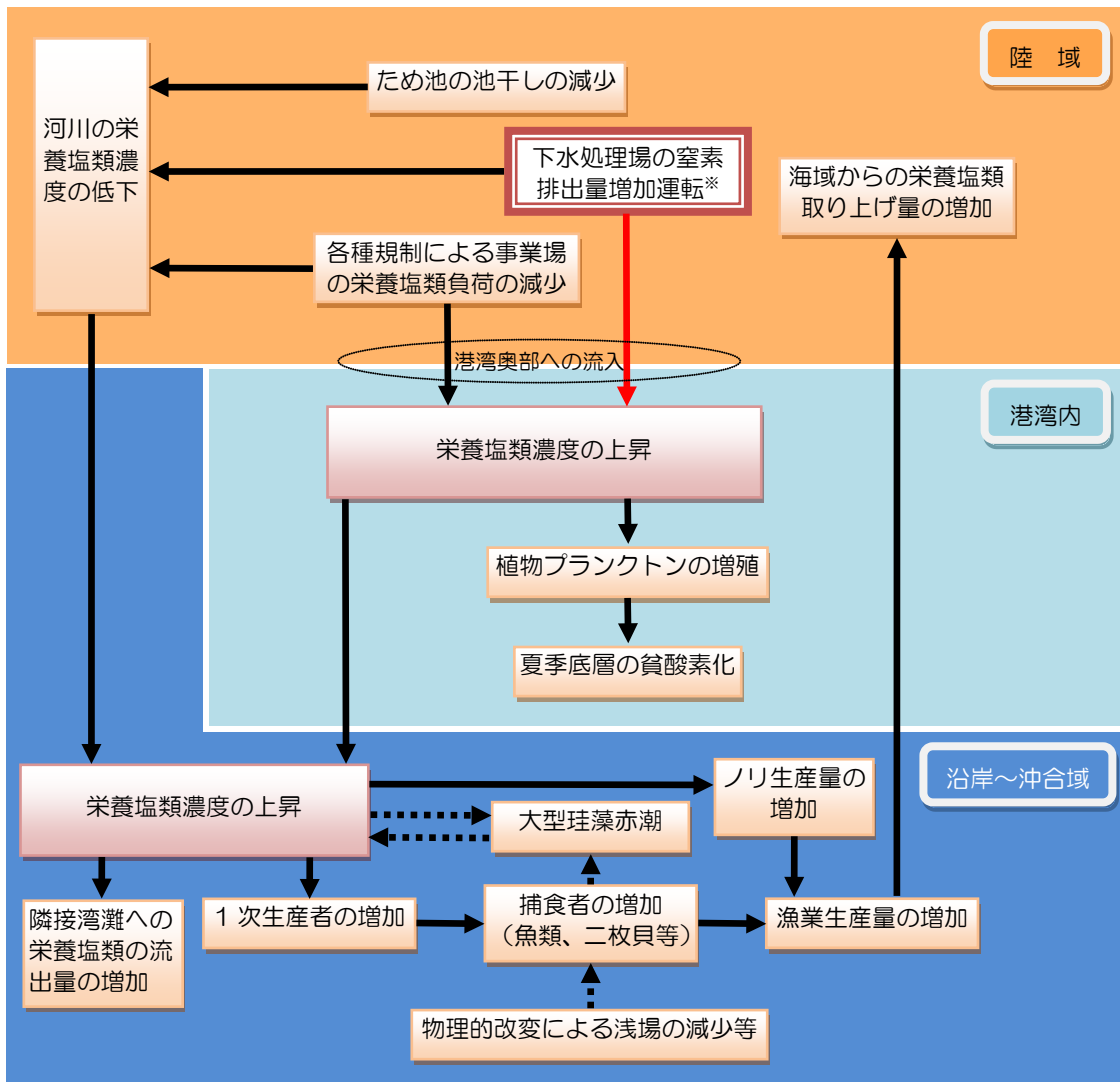 陸 域
ため池の池干しの減少
河川の栄
養塩類濃
度の低下
下水処理場の窒素
排出量増加運転※
海域からの栄養塩類
取り上げ量の増加
各種規制による事業場
の栄養塩類負荷の減少
港湾奥部への流入
港湾内
栄養塩類濃度の上昇
植物プランクトンの増殖
夏季底層の貧酸素化
沿岸～沖合域
栄養塩類濃度の上昇
ノリ生産量の
増加
大型珪藻赤潮
隣接湾灘への
栄養塩類の流
出量の増加
1 次生産者の増加
捕食者の増加
（魚類、二枚貝等）
漁業生産量の増加
物理的改変による浅場の減少等